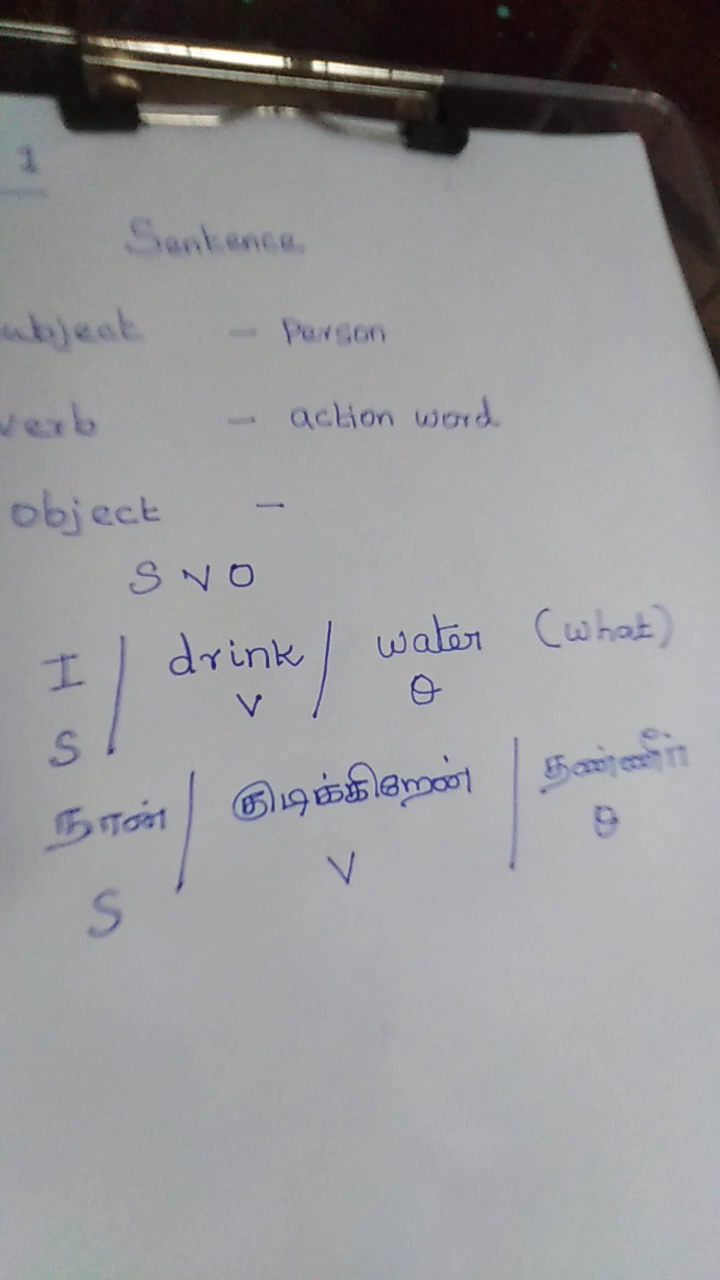 1
Sentence
ubject - Person
verb - action word
object -
S V O
I / drink / water (what)
S V O
நான் / குடிக்கிறேன் / தண்ணீர்
S V O